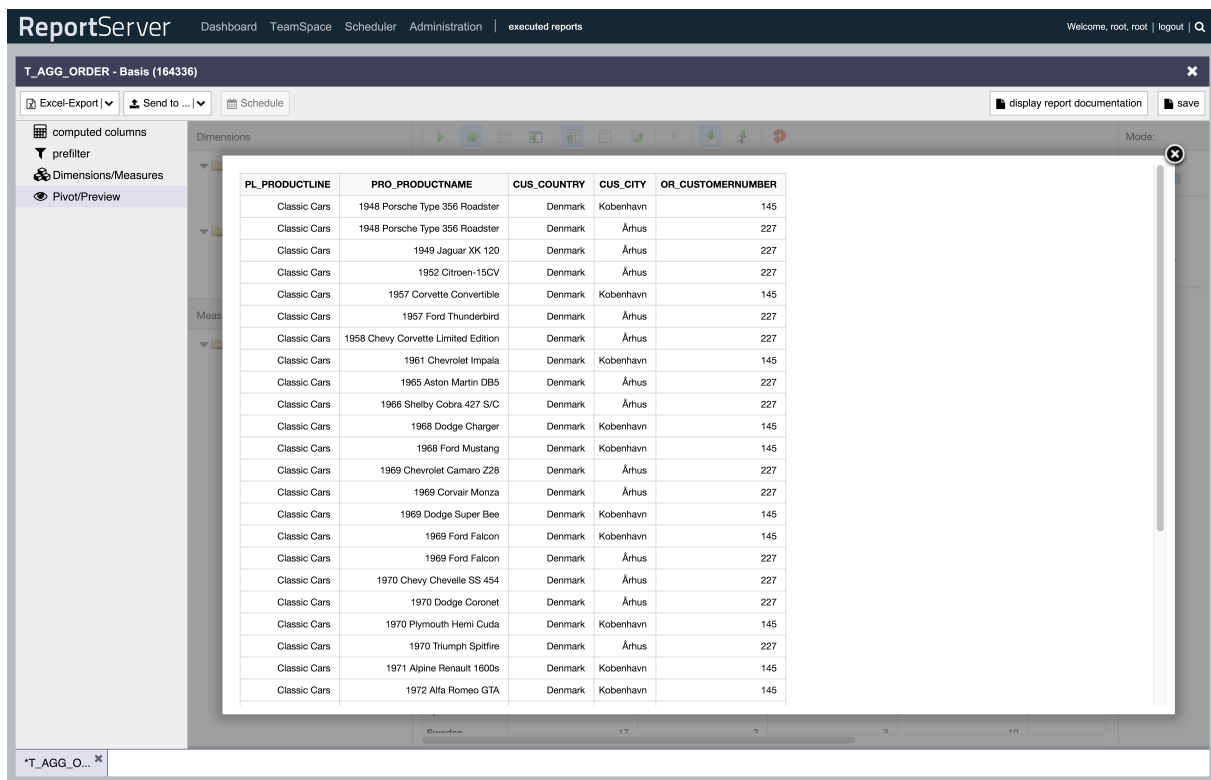 ReportServer Dashboard TeamSpace Scheduler Administration | executed reports Welcome, root, root | logout |
T_AGG_ORDER - Basis (164336)
Excel-Export Send to ... Schedule display report documentation save
computed columns
prefilter
Dimensions/Measures
Pivot/Preview
Dimensions Mode:
Meas
PL_PRODUCTLINE PRO_PRODUCTNAME CUS_COUNTRY CUS_CITY OR_CUSTOMERNUMBER
Classic Cars 1948 Porsche Type 356 Roadster Denmark Kobenhavn 145
Classic Cars 1948 Porsche Type 356 Roadster Denmark Århus 227
Classic Cars 1949 Jaguar XK 120 Denmark Århus 227
Classic Cars 1952 Citroen-15CV Denmark Århus 227
Classic Cars 1957 Corvette Convertible Denmark Kobenhavn 145
Classic Cars 1957 Ford Thunderbird Denmark Århus 227
Classic Cars 1958 Chevy Corvette Limited Edition Denmark Århus 227
Classic Cars 1961 Chevrolet Impala Denmark Kobenhavn 145
Classic Cars 1965 Aston Martin DB5 Denmark Århus 227
Classic Cars 1966 Shelby Cobra 427 S/C Denmark Århus 227
Classic Cars 1968 Dodge Charger Denmark Kobenhavn 145
Classic Cars 1968 Ford Mustang Denmark Kobenhavn 145
Classic Cars 1969 Chevrolet Camaro Z28 Denmark Århus 227
Classic Cars 1969 Corvair Monza Denmark Århus 227
Classic Cars 1969 Dodge Super Bee Denmark Kobenhavn 145
Classic Cars 1969 Ford Falcon Denmark Kobenhavn 145
Classic Cars 1969 Ford Falcon Denmark Århus 227
Classic Cars 1970 Chevy Chevelle SS 454 Denmark Århus 227
Classic Cars 1970 Dodge Coronet Denmark Århus 227
Classic Cars 1970 Plymouth Hemi Cuda Denmark Kobenhavn 145
Classic Cars 1970 Triumph Spitfire Denmark Århus 227
Classic Cars 1971 Alpine Renault 1600s Denmark Kobenhavn 145
Classic Cars 1972 Alfa Romeo GTA Denmark Kobenhavn 145
Sweden 17
*T_AGG_O...